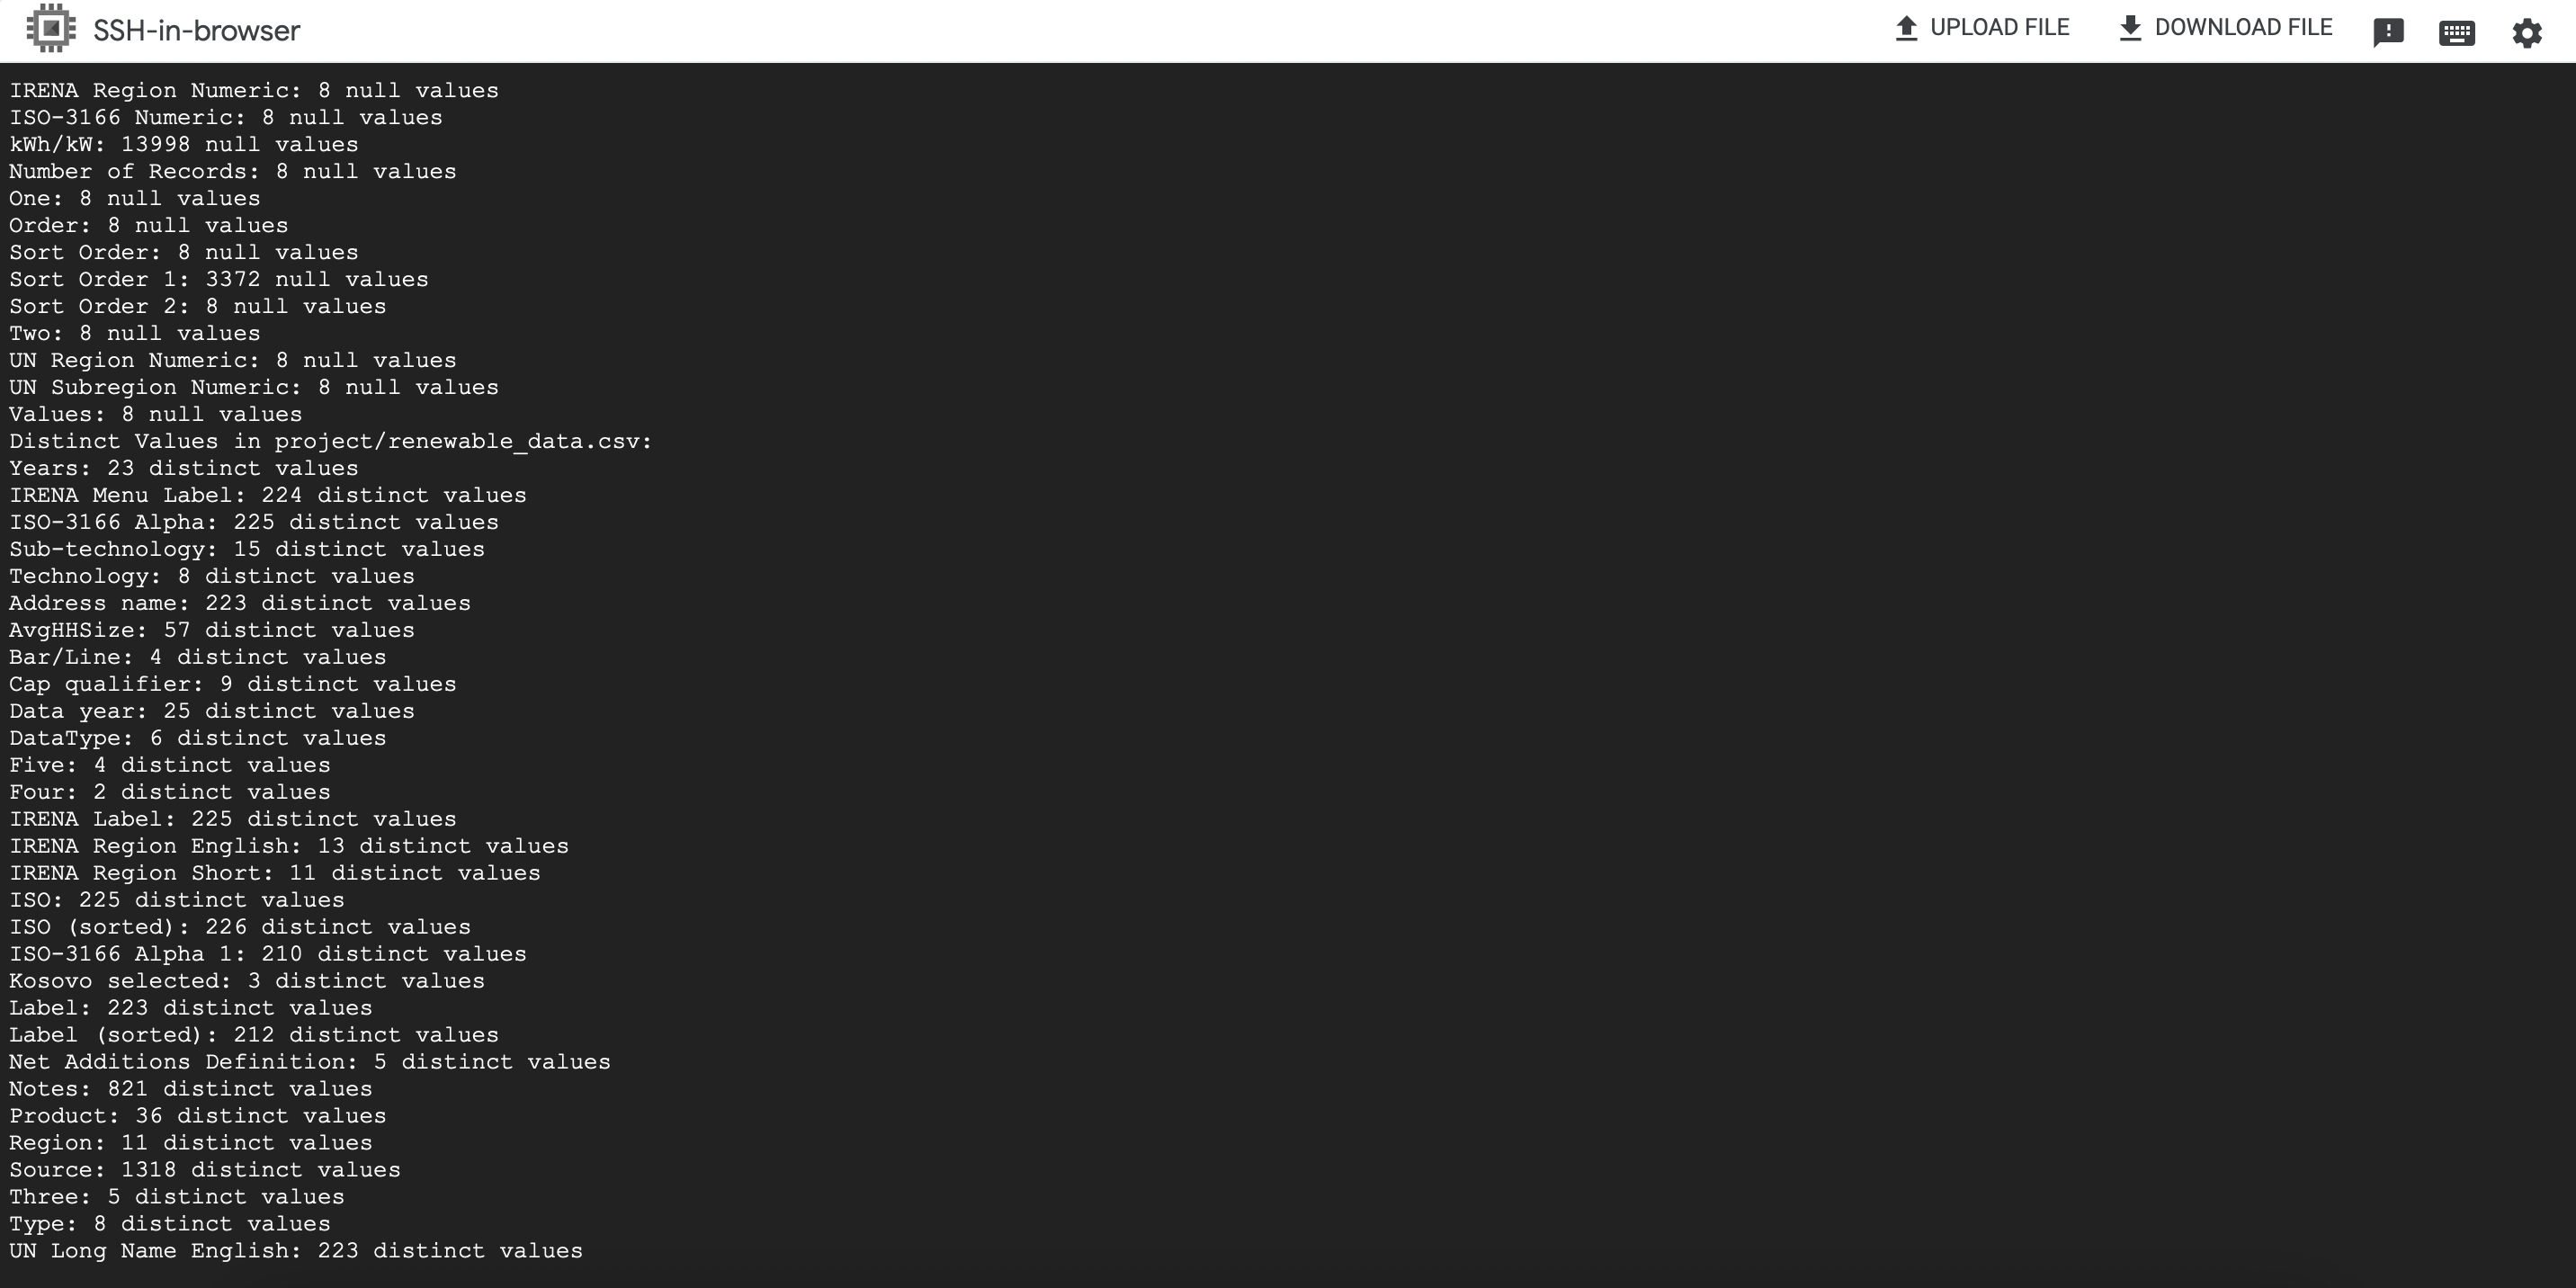 SSH-in-browser
UPLOAD FILE
DOWNLOAD FILE
IRENA Region Numeric: 8 null values
ISO-3166 Numeric: 8 null values
kWh/kW: 13998 null values
Number of Records: 8 null values
One: 8 null values
Order: 8 null values
Sort Order: 8 null values
Sort Order 1: 3372 null values
Sort Order 2: 8 null values
Two: 8 null values
UN Region Numeric: 8 null values
UN Subregion Numeric: 8 null values
Values: 8 null values
Distinct Values in project/renewable_data.csv:
Years: 23 distinct values
IRENA Menu Label: 224 distinct values
ISO-3166 Alpha: 225 distinct values
Sub-technology: 15 distinct values
Technology: 8 distinct values
Address name: 223 distinct values
AvgHHSize: 57 distinct values
Bar/Line: 4 distinct values
Cap qualifier: 9 distinct values
Data year: 25 distinct values
DataType: 6 distinct values
Five: 4 distinct values
Four: 2 distinct values
IRENA Label: 225 distinct values
IRENA Region English: 13 distinct values
IRENA Region Short: 11 distinct values
ISO: 225 distinct values
ISO (sorted): 226 distinct values
ISO-3166 Alpha 1: 210 distinct values
Kosovo selected: 3 distinct values
Label: 223 distinct values
Label (sorted): 212 distinct values
Net Additions Definition: 5 distinct values
Notes: 821 distinct values
Product: 36 distinct values
Region: 11 distinct values
Source: 1318 distinct values
Three: 5 distinct values
Type: 8 distinct values
UN Long Name English: 223 distinct values